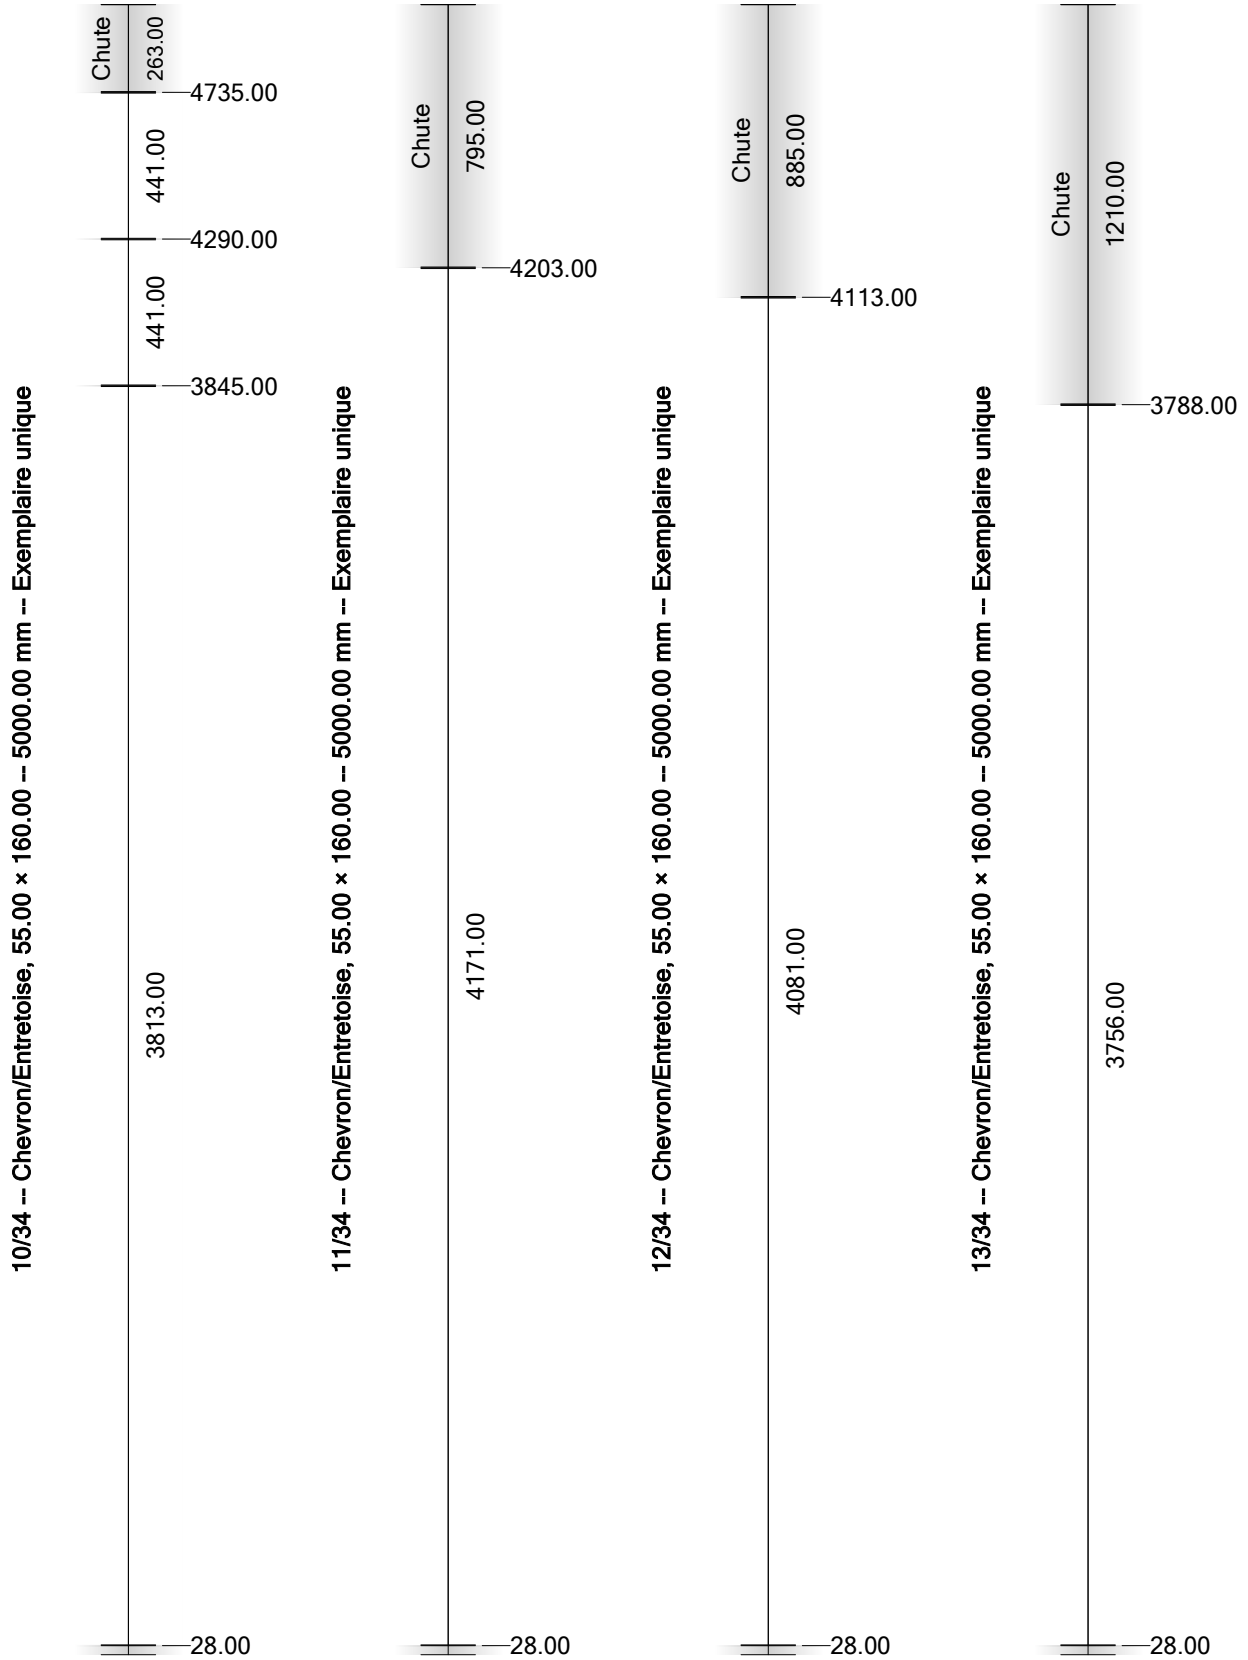 10/34 -- Chevron/Entretoise, 55.00 × 160.00 -- 5000.00 mm -- Exemplaire unique
Chute
263.00
4735.00
441.00
4290.00
441.00
3845.00
3813.00
28.00
11/34 -- Chevron/Entretoise, 55.00 × 160.00 -- 5000.00 mm -- Exemplaire unique
Chute
795.00
4203.00
4171.00
28.00
12/34 -- Chevron/Entretoise, 55.00 × 160.00 -- 5000.00 mm -- Exemplaire unique
Chute
885.00
4113.00
4081.00
28.00
13/34 -- Chevron/Entretoise, 55.00 × 160.00 -- 5000.00 mm -- Exemplaire unique
Chute
1210.00
3788.00
3756.00
28.00